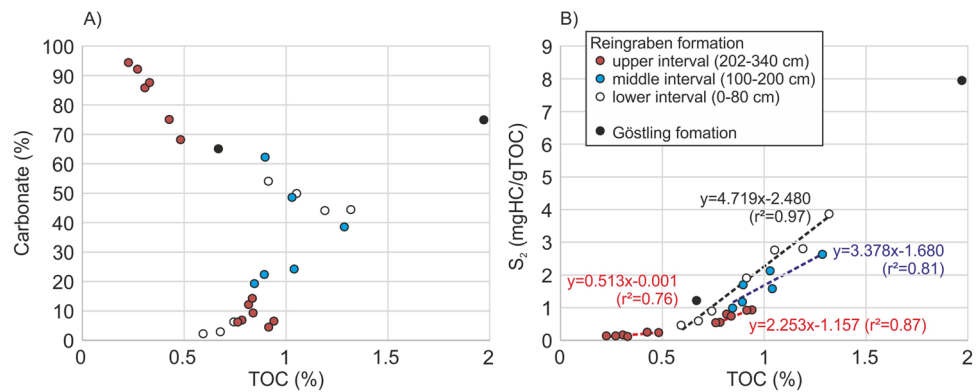 A)
Carbonate (%)
100
90
80
70
60
50
40
30
20
10
0
0
0.5
1
1.5
2
TOC (%)
B)
S2 (mgHC/gTOC)
9
8
7
6
5
4
3
2
1
0
Reingraben formation
upper interval (202-340 cm)
middle interval (100-200 cm)
lower interval (0-80 cm)
Göstling fomation
y=4.719x-2.480
(r²=0.97)
y=3.378x-1.680
(r²=0.81)
y=0.513x-0.001
(r²=0.76)
y=2.253x-1.157 (r²=0.87)
0
0.5
1
1.5
2
TOC (%)